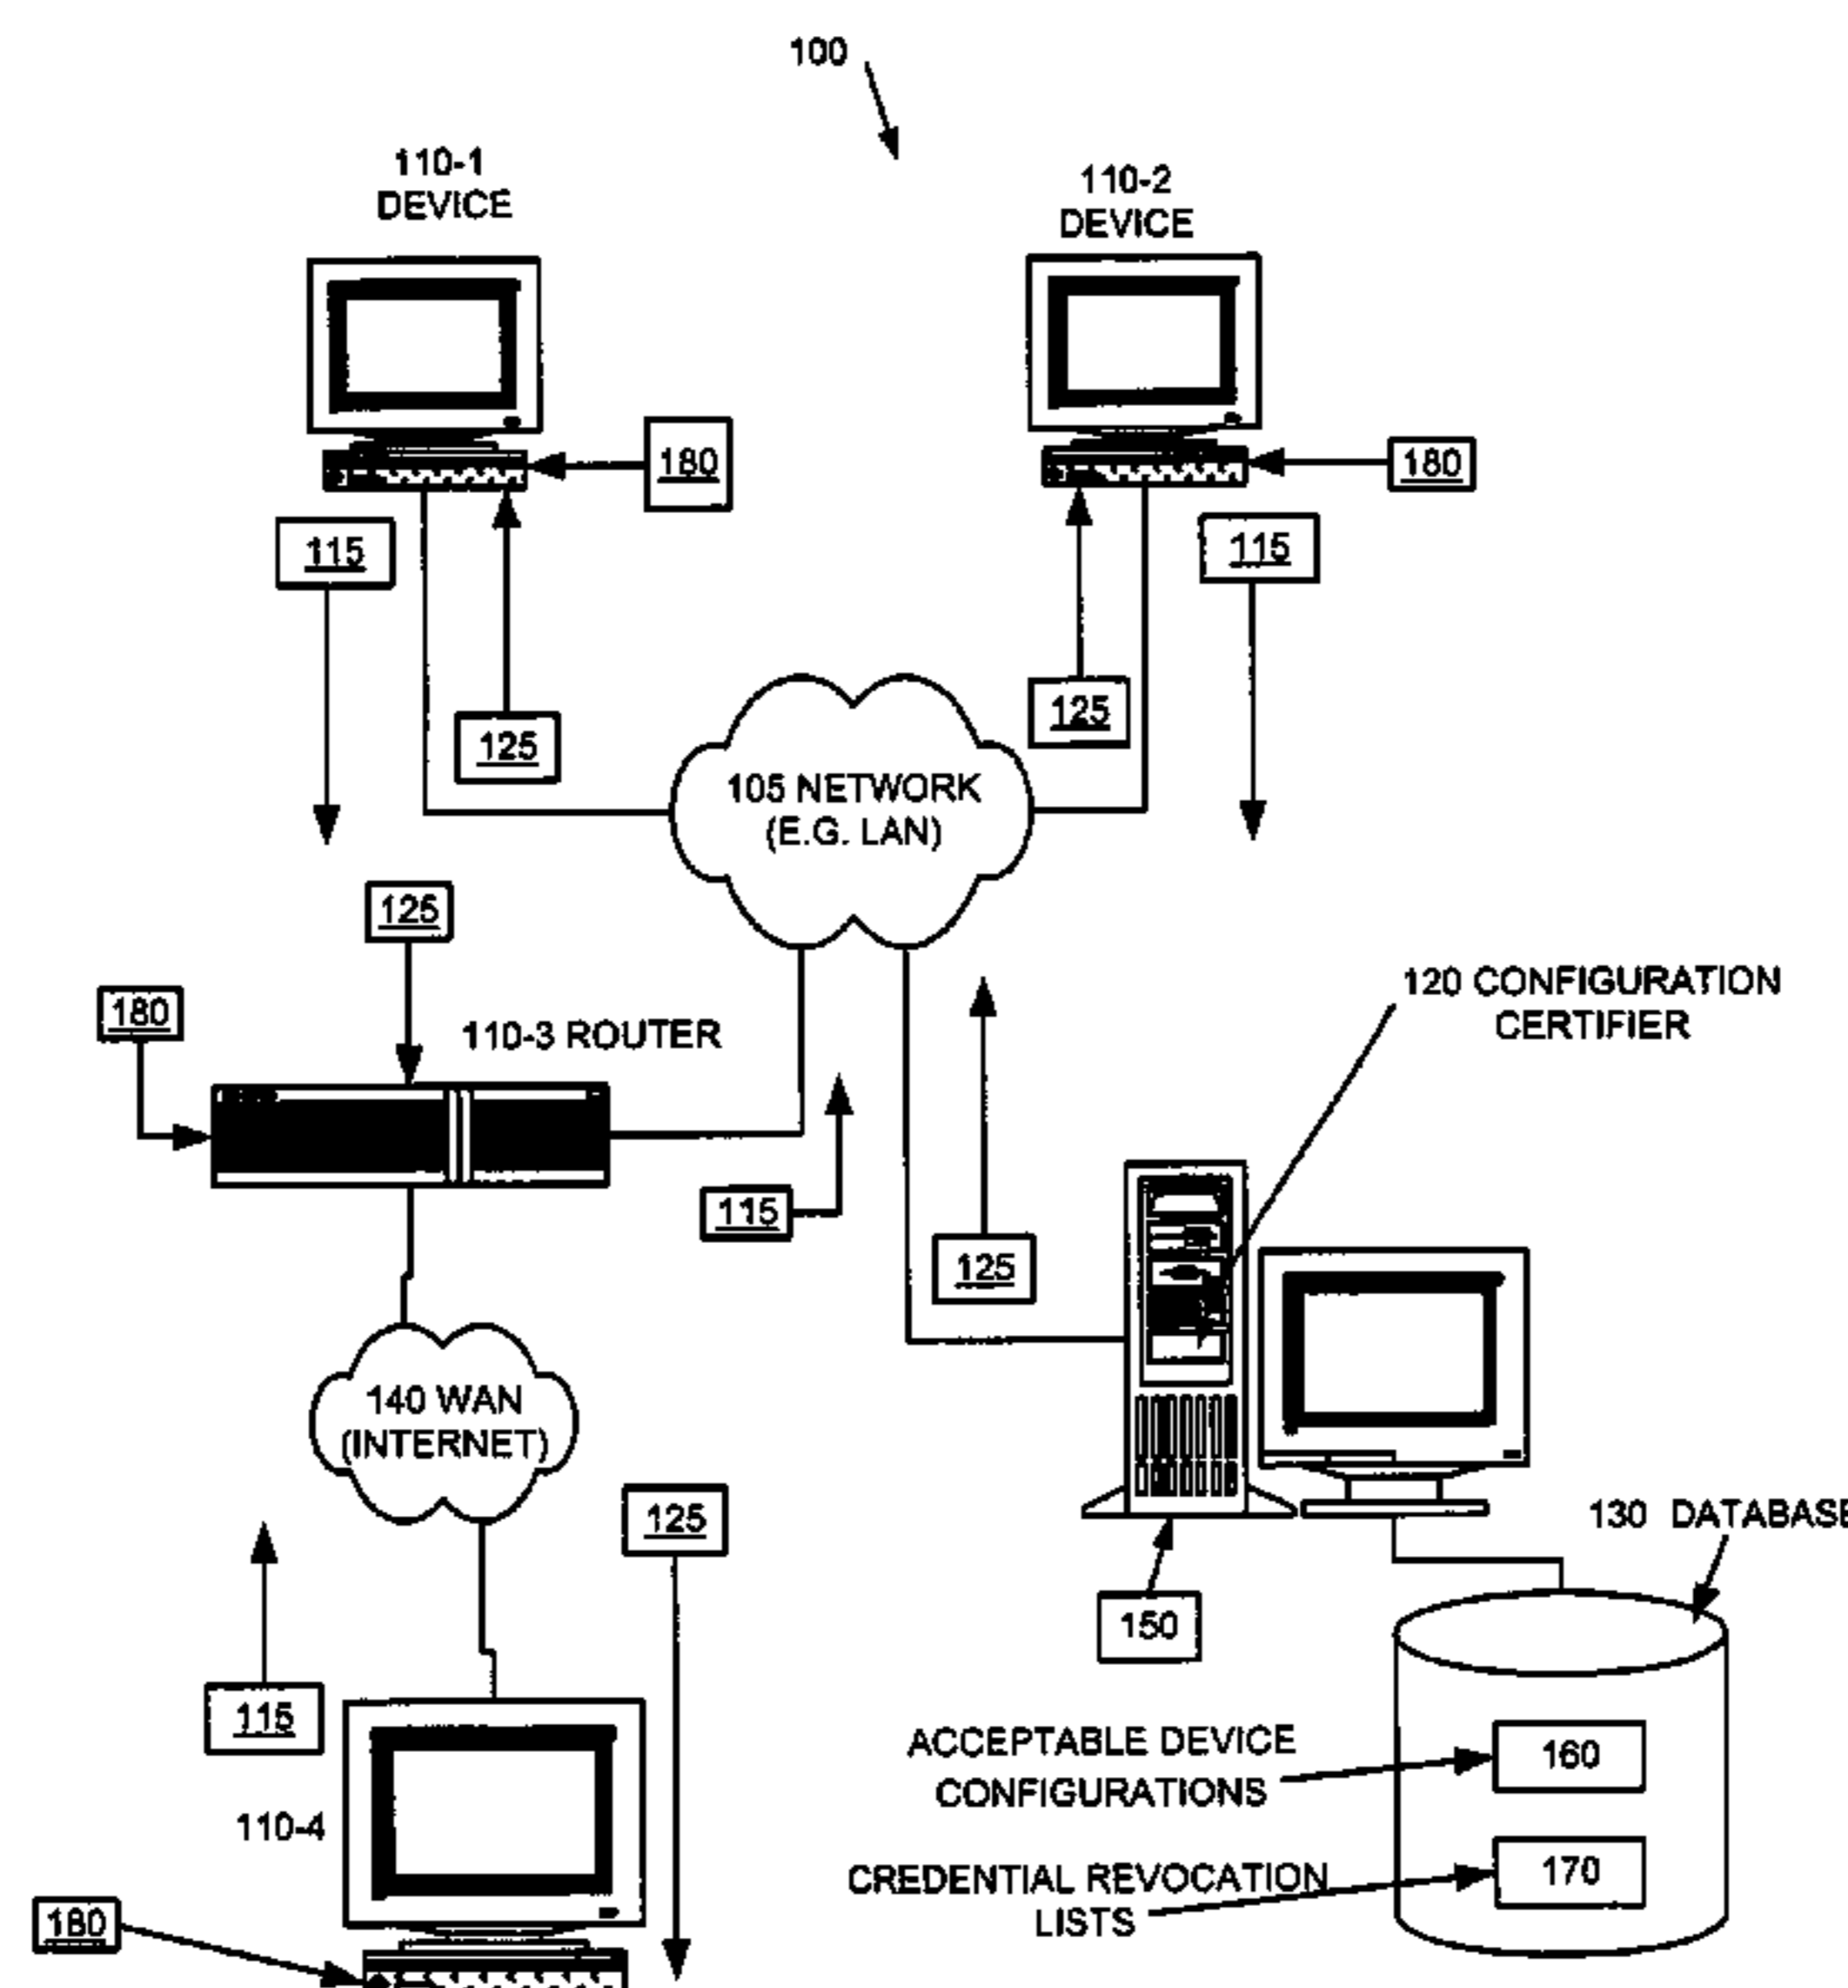 100
110-1
DEVICE
110-2
DEVICE
180
180
115
115
125
125
105 NETWORK
(E.G. LAN)
125
180
110-3 ROUTER
120 CONFIGURATION
CERTIFIER
115
125
140 WAN
(INTERNET)
125
130 DATABASE
150
115
ACCEPTABLE DEVICE
CONFIGURATIONS
160
110-4
CREDENTIAL REVOCATION
LISTS
170
180